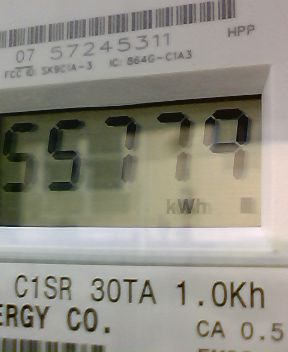 07 57245311
HPP
FCC ID: SK9C1A-3 IC: 864G-C1A3
55779
kWh
C1SR 30TA 1.0Kh
ERGY CO.
CA 0.5